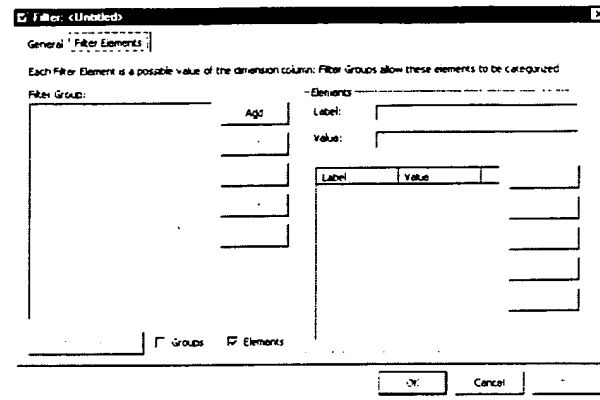 Filter: <Untitled>
General Filter Elements
Each Filter Element is a possible value of the dimension column; Filter Groups allow these elements to be categorized
Filter Group:
Add
Elements
Label:
Value:
Label Value
Groups Elements
OK Cancel